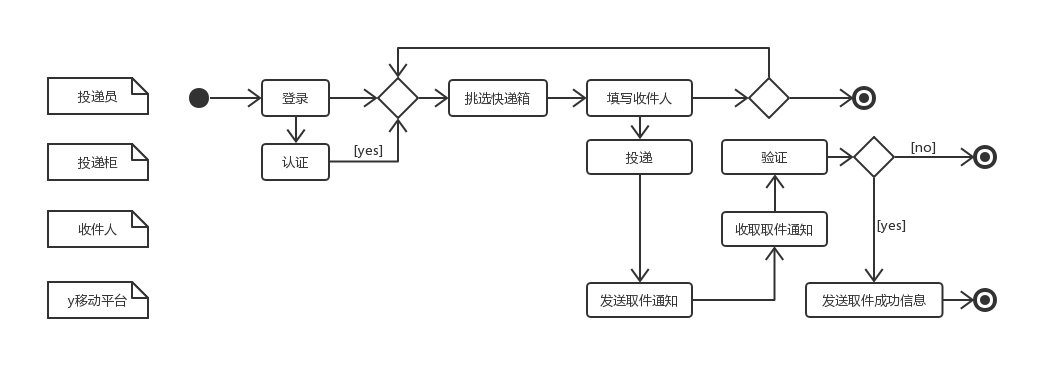 投递员
登录
挑选快递箱
填写收件人
投递柜
认证
[yes]
投递
验证
[no]
收件人
收取取件通知
[yes]
y移动平台
发送取件通知
发送取件成功信息